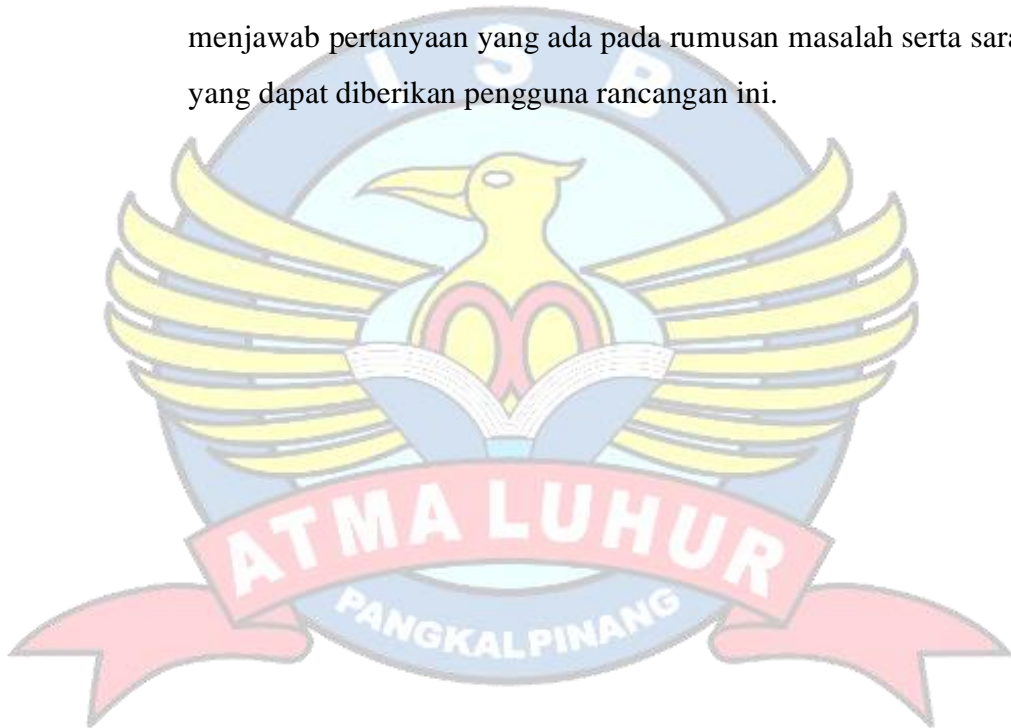 menjawab pertanyaan yang ada pada rumusan masalah serta sara
yang dapat diberikan pengguna rancangan ini.
I S B
ATMA LUHUR
PANGKALPINANG